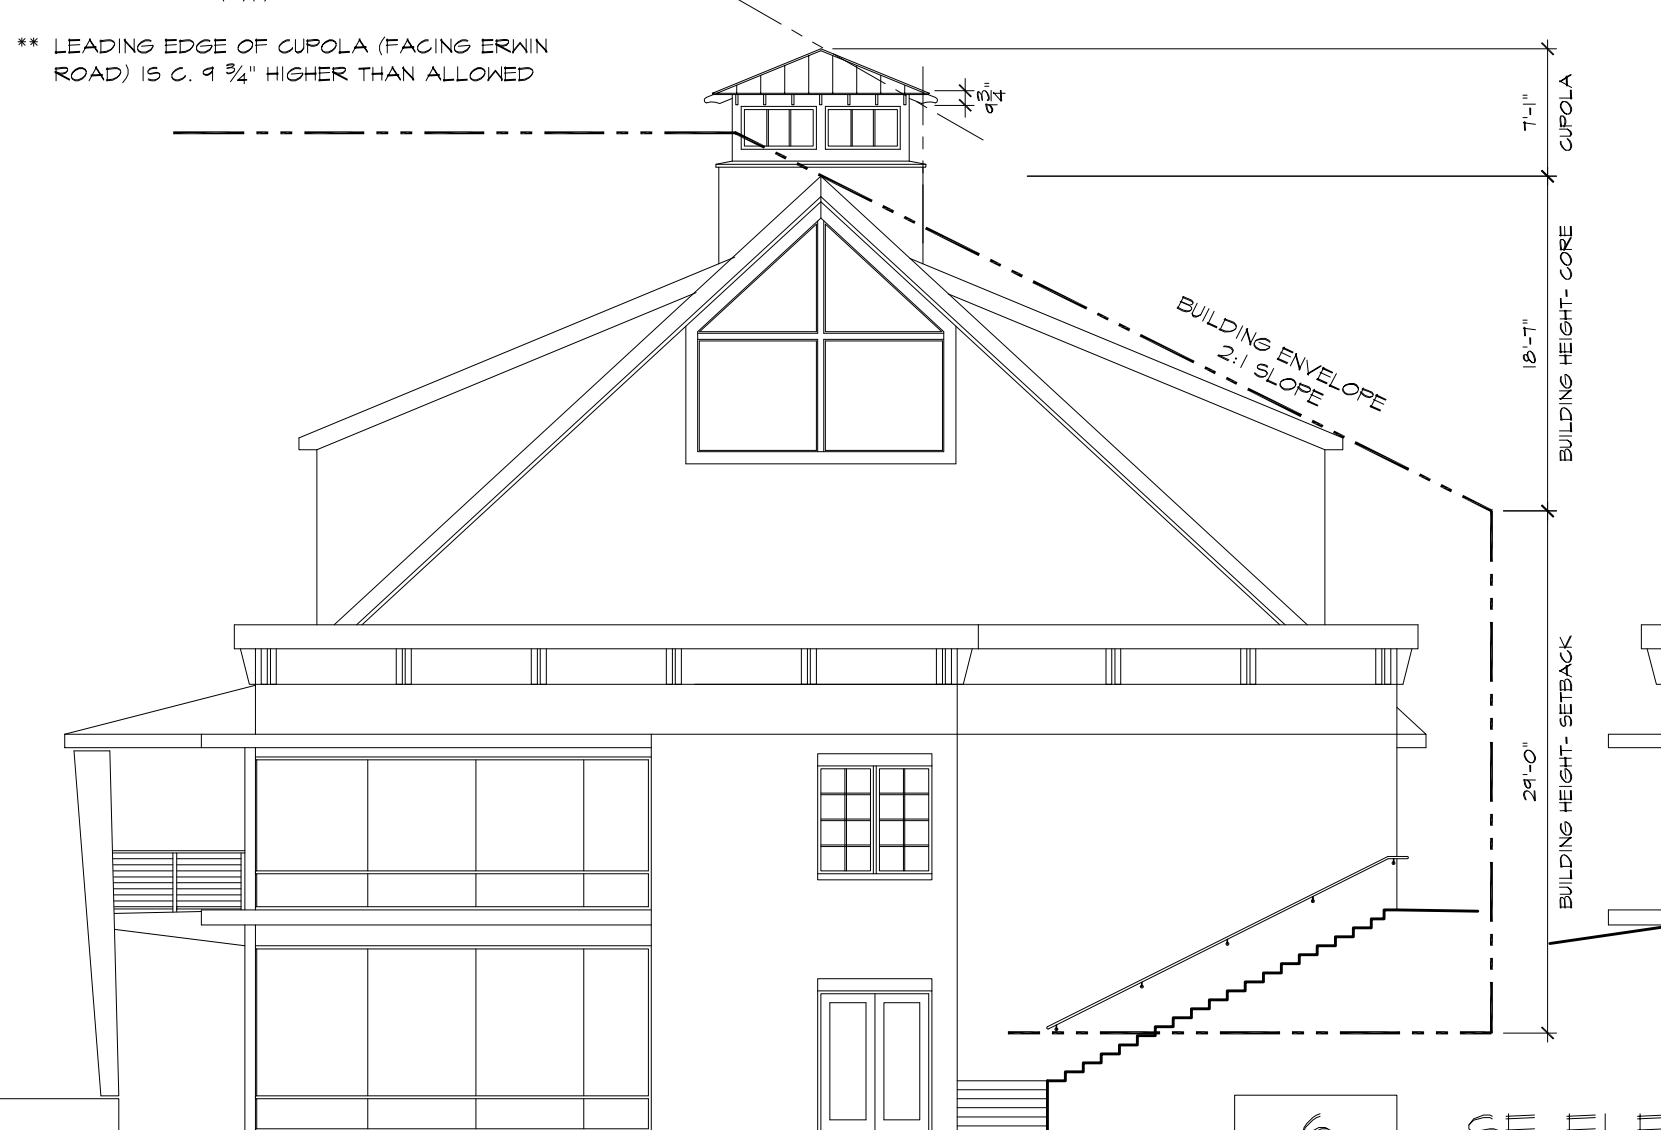 ** LEADING EDGE OF CUPOLA (FACING ERWIN
ROAD) IS C. 9 3/4" HIGHER THAN ALLOWED
9 3/4"
7'-1"
CUPOLA
BUILDING ENVELOPE
2:1 SLOPE
18'-7"
BUILDING HEIGHT- CORE
29'-0"
BUILDING HEIGHT- SETBACK